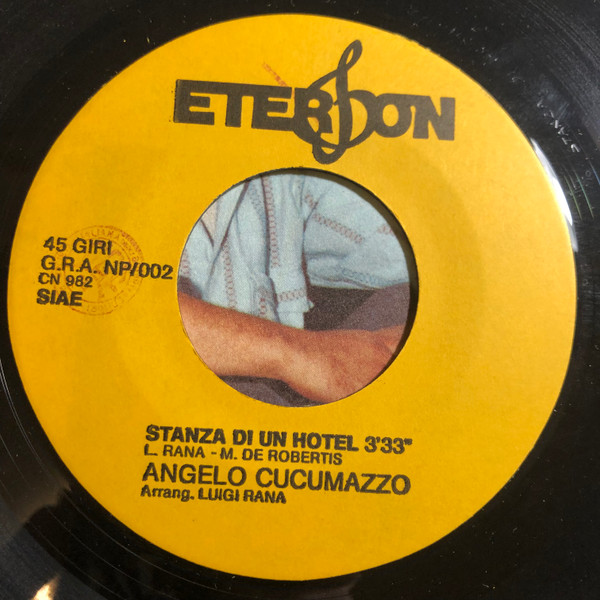 ETERSON
45 GIRI
G.R.A. NP/002
CN 982
SIAE
STANZA DI UN HOTEL 3'33"
L. RANA - M. DE ROBERTIS
ANGELO CUCUMAZZO
Arrang. LUIGI RANA